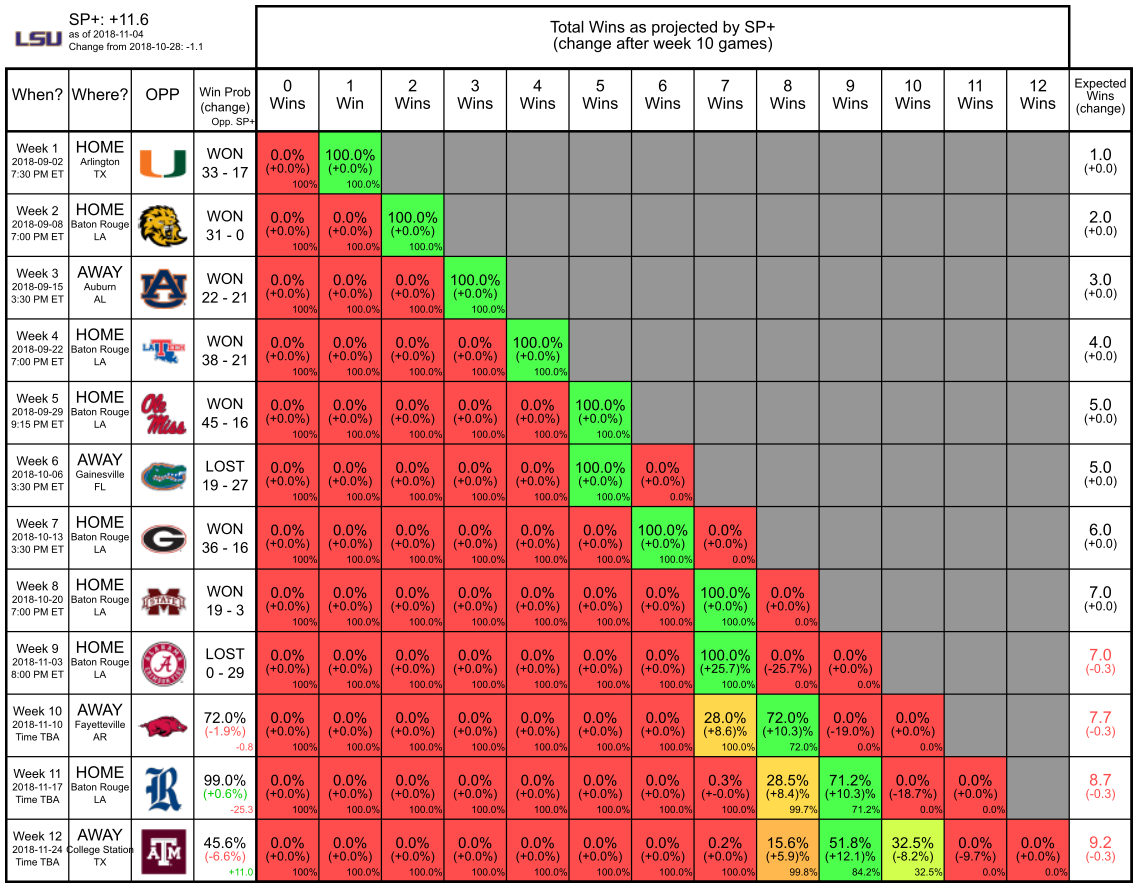 LSU
SP+: +11.6
as of 2018-11-04
Change from 2018-10-28: -1.1
Total Wins as projected by SP+
(change after week 10 games)
When? Where? OPP Win Prob (change) Opp. SP+
0 Wins 1 Win 2 Wins 3 Wins 4 Wins 5 Wins 6 Wins 7 Wins 8 Wins 9 Wins 10 Wins 11 Wins 12 Wins
Expected Wins (change)
Week 1 HOME WON 0.0% 100.0% 1.0
2018-09-02 Arlington (+0.0%) (+0.0%) (+0.0)
7:30 PM ET TX U 33 - 17 100% 100.0%
Week 2 HOME WON 0.0% 0.0% 100.0% 2.0
2018-09-08 Baton Rouge (+0.0%) (+0.0%) (+0.0%) (+0.0)
7:00 PM ET LA 31 - 0 100% 100.0% 100.0%
Week 3 AWAY WON 0.0% 0.0% 0.0% 100.0% 3.0
2018-09-15 Auburn (+0.0%) (+0.0%) (+0.0%) (+0.0%) (+0.0)
3:30 PM ET AL AU 22 - 21 100% 100.0% 100.0% 100.0%
Week 4 HOME WON 0.0% 0.0% 0.0% 0.0% 100.0% 4.0
2018-09-22 Baton Rouge (+0.0%) (+0.0%) (+0.0%) (+0.0%) (+0.0%) (+0.0)
7:00 PM ET LA LA TECH 38 - 21 100% 100.0% 100.0% 100.0% 100.0%
Week 5 HOME WON 0.0% 0.0% 0.0% 0.0% 0.0% 100.0% 5.0
2018-09-29 Baton Rouge (+0.0%) (+0.0%) (+0.0%) (+0.0%) (+0.0%) (+0.0%) (+0.0)
9:15 PM ET LA Ole Miss 45 - 16 100% 100.0% 100.0% 100.0% 100.0% 100.0%
Week 6 AWAY LOST 0.0% 0.0% 0.0% 0.0% 0.0% 100.0% 0.0% 5.0
2018-10-06 Gainesville (+0.0%) (+0.0%) (+0.0%) (+0.0%) (+0.0%) (+0.0%) (+0.0%) (+0.0)
3:30 PM ET FL 19 - 27 100% 100.0% 100.0% 100.0% 100.0% 100.0% 0.0%
Week 7 HOME WON 0.0% 0.0% 0.0% 0.0% 0.0% 0.0% 100.0% 0.0% 6.0
2018-10-13 Baton Rouge (+0.0%) (+0.0%) (+0.0%) (+0.0%) (+0.0%) (+0.0%) (+0.0%) (+0.0%) (+0.0)
3:30 PM ET LA G 36 - 16 100% 100.0% 100.0% 100.0% 100.0% 100.0% 100.0% 0.0%
Week 8 HOME WON 0.0% 0.0% 0.0% 0.0% 0.0% 0.0% 0.0% 100.0% 0.0% 7.0
2018-10-20 Baton Rouge (+0.0%) (+0.0%) (+0.0%) (+0.0%) (+0.0%) (+0.0%) (+0.0%) (+0.0%) (+0.0%) (+0.0)
7:00 PM ET LA STATE 19 - 3 100% 100.0% 100.0% 100.0% 100.0% 100.0% 100.0% 100.0% 0.0%
Week 9 HOME LOST 0.0% 0.0% 0.0% 0.0% 0.0% 0.0% 0.0% 100.0% 0.0% 0.0% 7.0
2018-11-03 Baton Rouge (+0.0%) (+0.0%) (+0.0%) (+0.0%) (+0.0%) (+0.0%) (+0.0%) (+25.7)% (-25.7% (+0.0%) (-0.3)
8:00 PM ET LA A 0 - 29 100% 100.0% 100.0% 100.0% 100.0% 100.0% 100.0% 100.0% 0.0% 0.0%
Week 10 AWAY 72.0% 0.0% 0.0% 0.0% 0.0% 0.0% 0.0% 0.0% 28.0% 72.0% 0.0% 0.0% 7.7
2018-11-10 Fayetteville (-1.9%) (+0.0%) (+0.0%) (+0.0%) (+0.0%) (+0.0%) (+0.0%) (+0.0%) (+8.6)% (+10.3)% (-19.0%) (+0.0%) (-0.3)
Time TBA AR -0.8 100% 100.0% 100.0% 100.0% 100.0% 100.0% 100.0% 100.0% 72.0% 0.0% 0.0%
Week 11 HOME 99.0% 0.0% 0.0% 0.0% 0.0% 0.0% 0.0% 0.0% 0.3% 28.5% 71.2% 0.0% 0.0% 8.7
2018-11-17 Baton Rouge (+0.6%) (+0.0%) (+0.0%) (+0.0%) (+0.0%) (+0.0%) (+0.0%) (+0.0%) (+-0.0%) (+8.4)% (+10.3)% (-18.7%) (+0.0%) (-0.3)
Time TBA LA R -25.3 100% 100.0% 100.0% 100.0% 100.0% 100.0% 100.0% 100.0% 99.7% 71.2% 0.0% 0.0%
Week 12 AWAY 45.6% 0.0% 0.0% 0.0% 0.0% 0.0% 0.0% 0.0% 0.2% 15.6% 51.8% 32.5% 0.0% 0.0% 9.2
2018-11-24 College Station (-6.6%) (+0.0%) (+0.0%) (+0.0%) (+0.0%) (+0.0%) (+0.0%) (+0.0%) (+0.0%) (+5.9)% (+12.1)% (-8.2%) (-9.7%) (+0.0%) (-0.3)
Time TBA TX ATM +11.0 100% 100.0% 100.0% 100.0% 100.0% 100.0% 100.0% 100.0% 99.8% 84.2% 32.5% 0.0% 0.0%